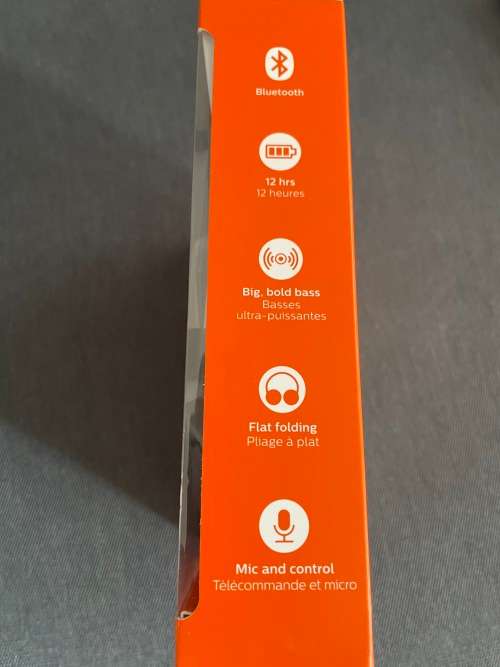 Bluetooth
12 hrs
12 heures
Big, bold bass
Basses
ultra-puissantes
Flat folding
Pliage à plat
Mic and control
Télécommande et micro